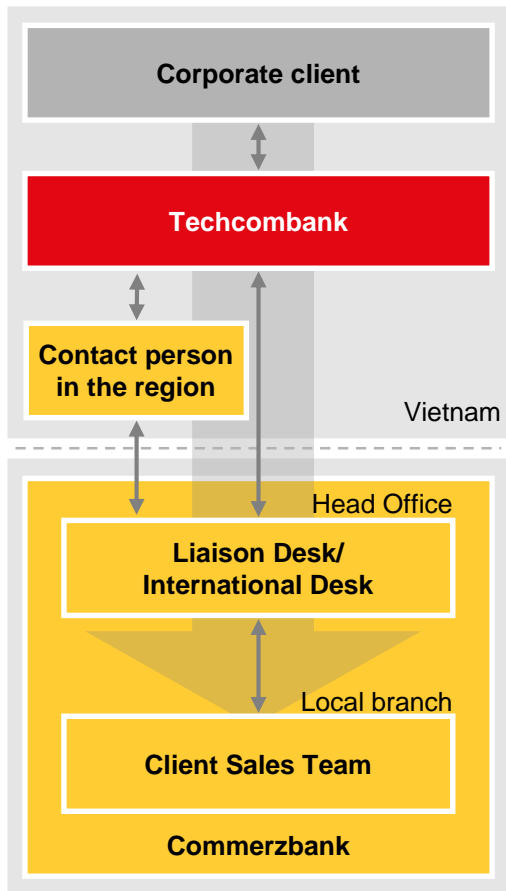 Corporate client
Techcombank
Contact person
in the region
Vietnam
Head Office
Liaison Desk/
International Desk
Local branch
Client Sales Team
Commerzbank